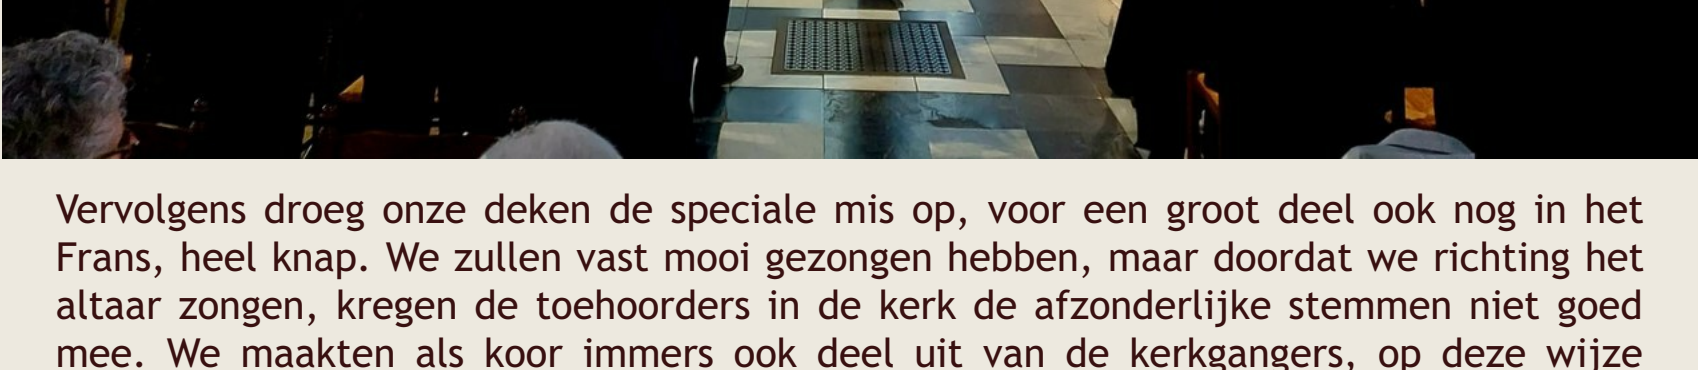 Vervolgens droeg onze deken de speciale mis op, voor een groot deel ook nog in het
Frans, heel knap. We zullen vast mooi gezongen hebben, maar doordat we richting het
altaar zongen, kregen de toehoorders in de kerk de afzonderlijke stemmen niet goed
mee. We maakten als koor immers ook deel uit van de kerkgangers, op deze wijze